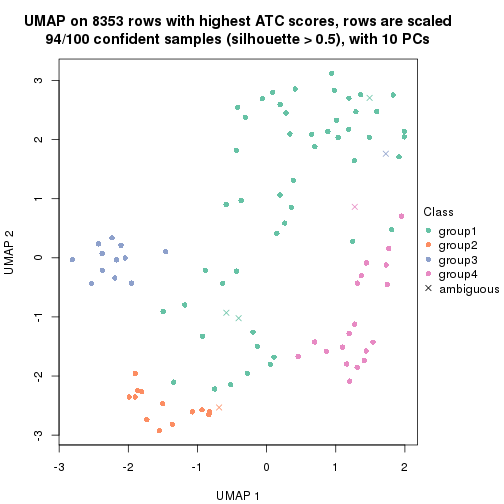 UMAP on 8353 rows with highest ATC scores, rows are scaled
94/100 confident samples (silhouette > 0.5), with 10 PCs
3
2
1
0
-1
-2
-3
UMAP 2
-3
-2
-1
0
1
2
UMAP 1
Class
group1
group2
group3
group4
ambiguous